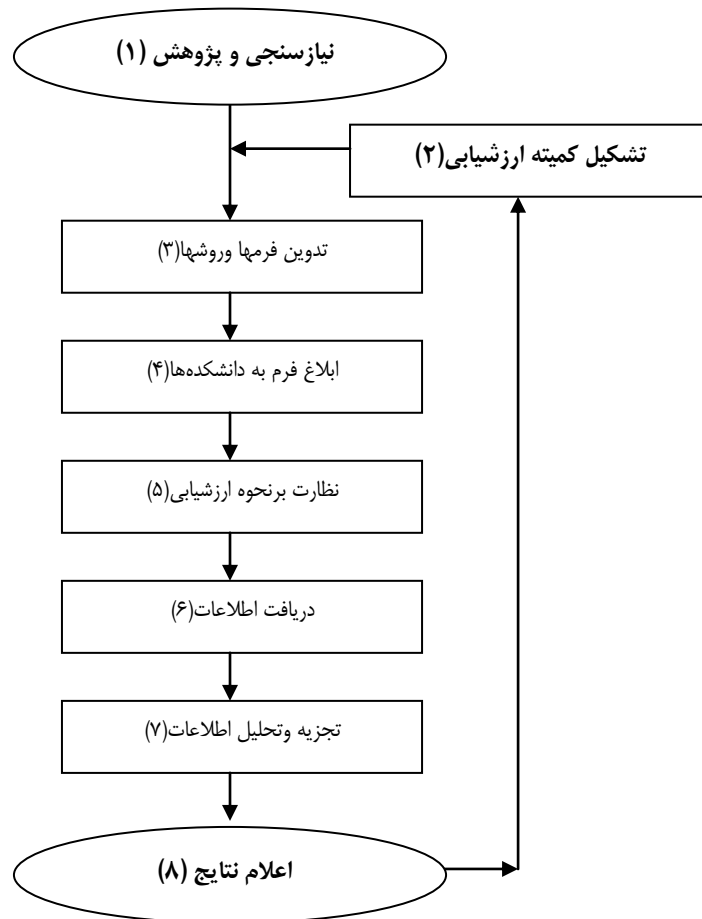 نیازسنجی و پژوهش (۱)
تشکیل کمیته ارزشیابی(۲)
تدوین فرمها وروشها(۳)
ابلاغ فرم به دانشکده‌ها(۴)
نظارت برنحوه ارزشیابی(۵)
دریافت اطلاعات(۶)
تجزیه وتحلیل اطلاعات(۷)
اعلام نتایج (۸)